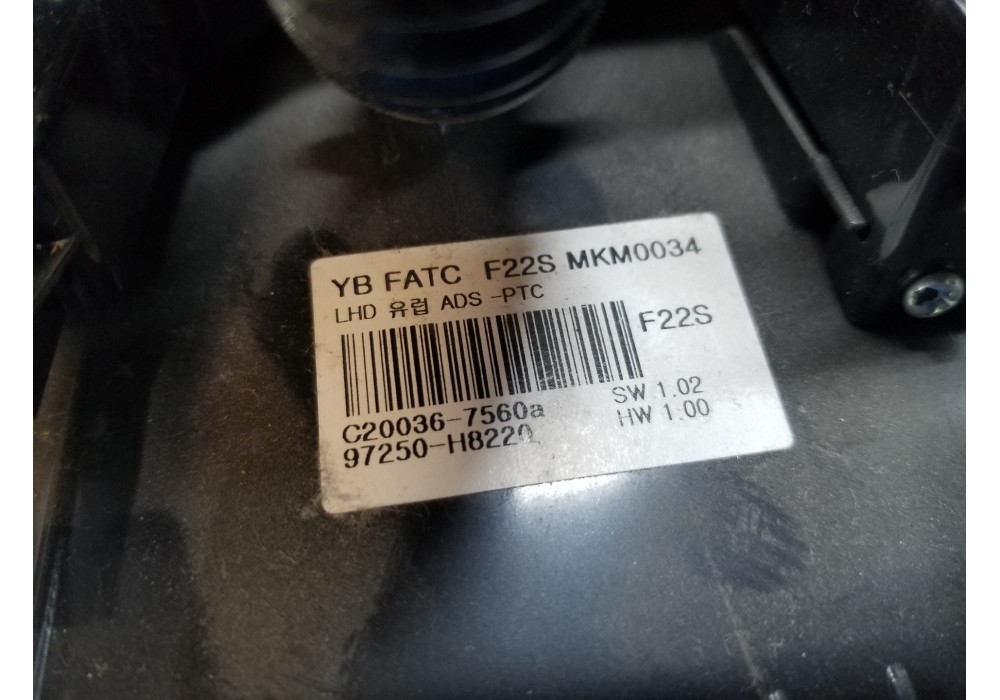 YB FATC F22S MKM0034
LHD 유럽 ADS -PTC
F22S
SW 1.02
HW 1.00
C20036-7560a
97250-H8220